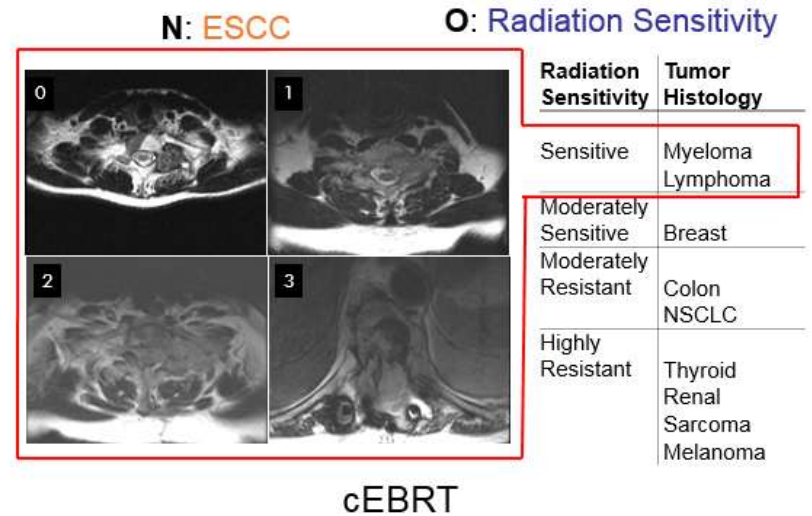 N: ESCC
O: Radiation Sensitivity
0
1
2
3
Radiation Sensitivity
Tumor Histology
Sensitive
Myeloma
Lymphoma
Moderately Sensitive
Breast
Moderately Resistant
Colon
NSCLC
Highly Resistant
Thyroid
Renal
Sarcoma
Melanoma
cEBRT